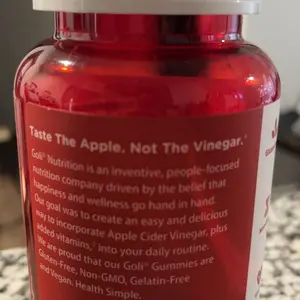 Taste The Apple. Not The Vinegar.*
Goli® Nutrition is an inventive, people-focused
nutrition company driven by the belief that
happiness and wellness go hand in hand.
Our goal was to create an easy and delicious
way to incorporate Apple Cider Vinegar, plus
added vitamins, into your daily routine.
We are proud that our Goli® Gummies are
Gluten-Free, Non-GMO, Gelatin-Free
and Vegan. Health Simple.